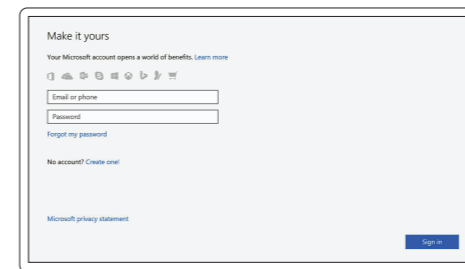 Make it yours
Your Microsoft account opens a world of benefits. Learn more
Email or phone
Password
Forgot my password
No account? Create one!
Microsoft privacy statement
Sign in